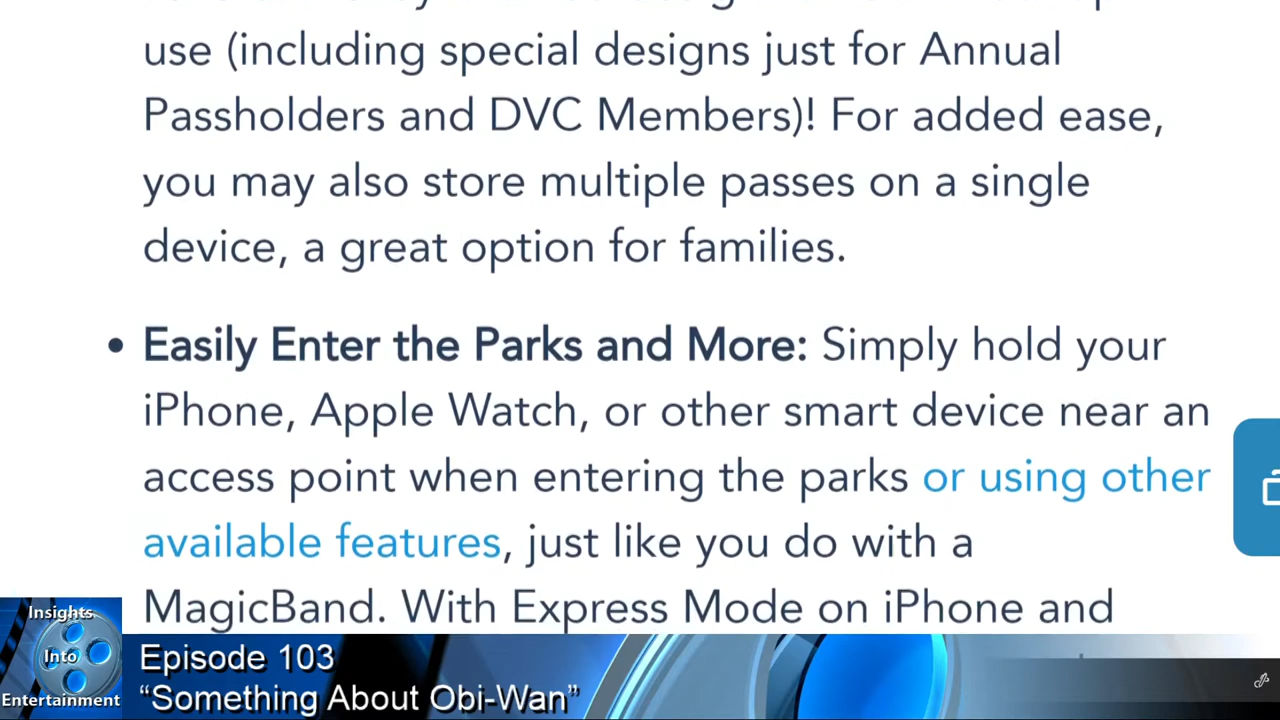 use (including special designs just for Annual
Passholders and DVC Members)! For added ease,
you may also store multiple passes on a single
device, a great option for families.
• Easily Enter the Parks and More: Simply hold your
iPhone, Apple Watch, or other smart device near an
access point when entering the parks or using other
available features, just like you do with a
MagicBand. With Express Mode on iPhone and
Insights
Into
Entertainment
Episode 103
“Something About Obi-Wan”